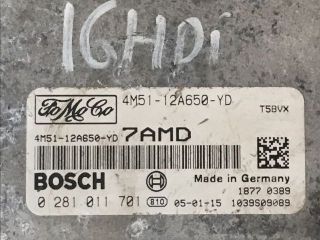 16HDi
FoMoCo
4M51-12A650-YD
T5BVX
4M51-12A650-YD 7AMD
BOSCH
Made in Germany
1877 0389
0 281 011 701 810 05-01-15 1039S09089